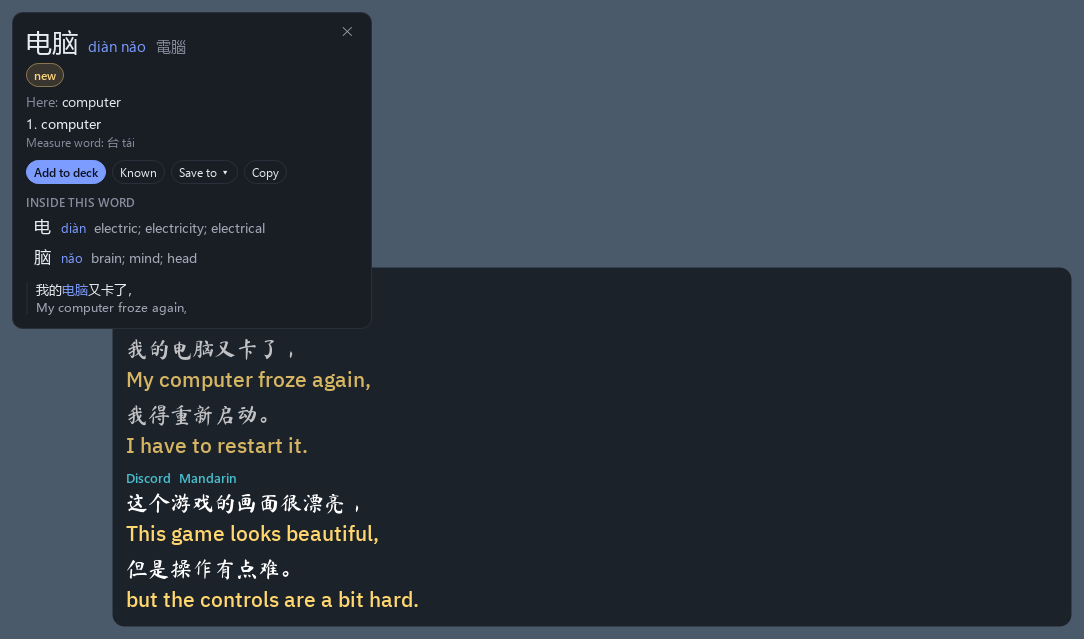 电脑 diàn nǎo 電腦
new
Here: computer
1. computer
Measure word: 台 tái
Add to deck Known Save to ▾ Copy
INSIDE THIS WORD
电 diàn electric; electricity; electrical
脑 nǎo brain; mind; head
我的电脑又卡了，
My computer froze again,
我的电脑又卡了，
My computer froze again,
我得重新启动。
I have to restart it.
Discord Mandarin
这个游戏的画面很漂亮，
This game looks beautiful,
但是操作有点难。
but the controls are a bit hard.